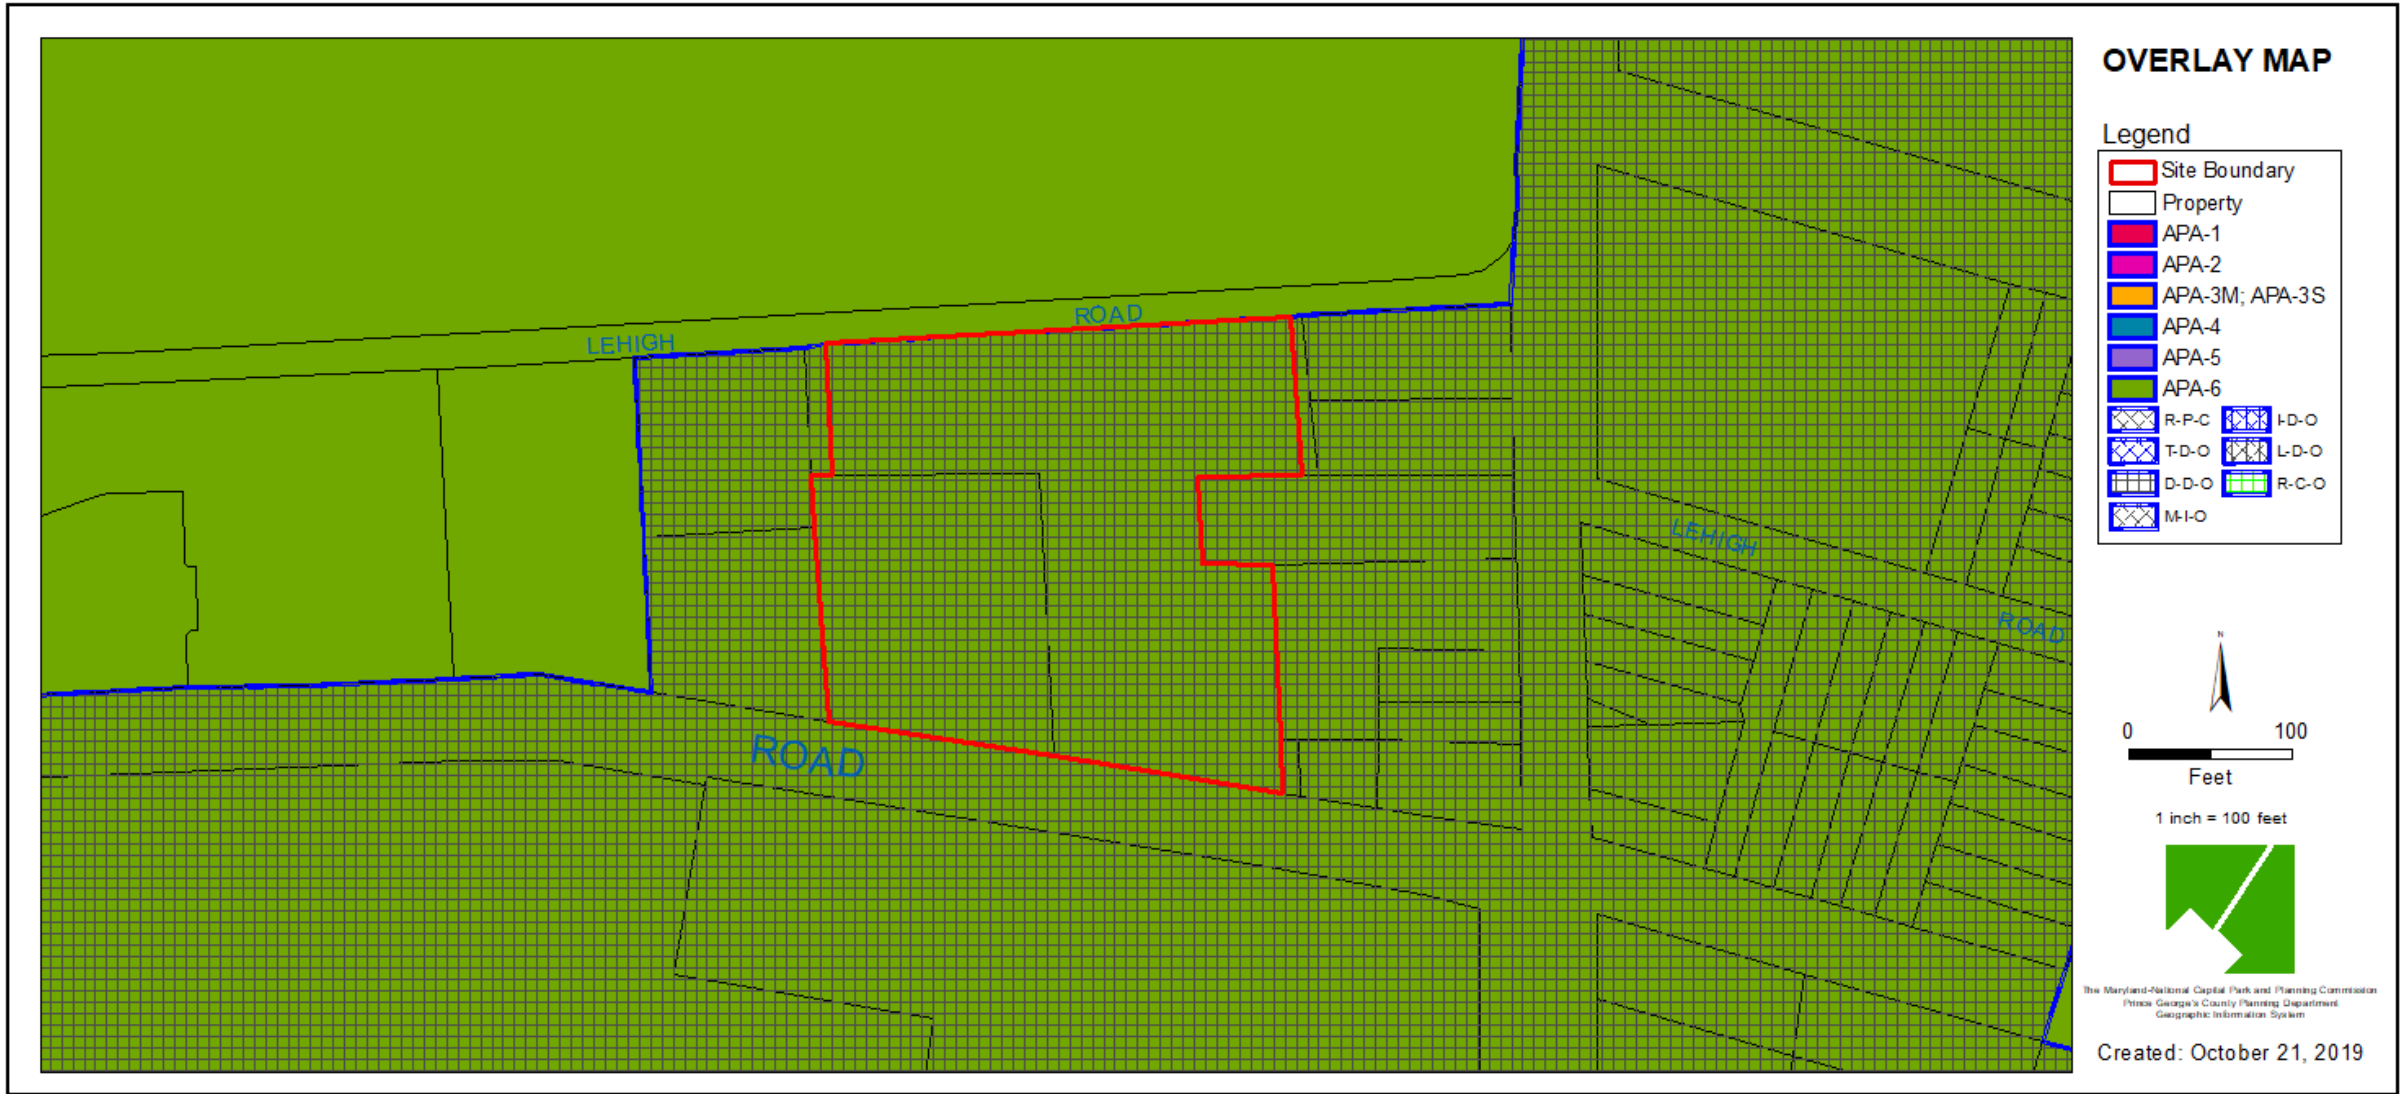 OVERLAY MAP
Legend
Site Boundary
Property
APA-1
APA-2
APA-3M; APA-3S
APA-4
APA-5
APA-6
R-P-C I-D-O
T-D-O L-D-O
D-D-O R-C-O
M-I-O
LEHIGH ROAD
LEHIGH ROAD
ROAD
N
0 100
Feet
1 inch = 100 feet
The Maryland-National Capital Park and Planning Commission
Prince George's County Planning Department
Geographic Information System
Created: October 21, 2019